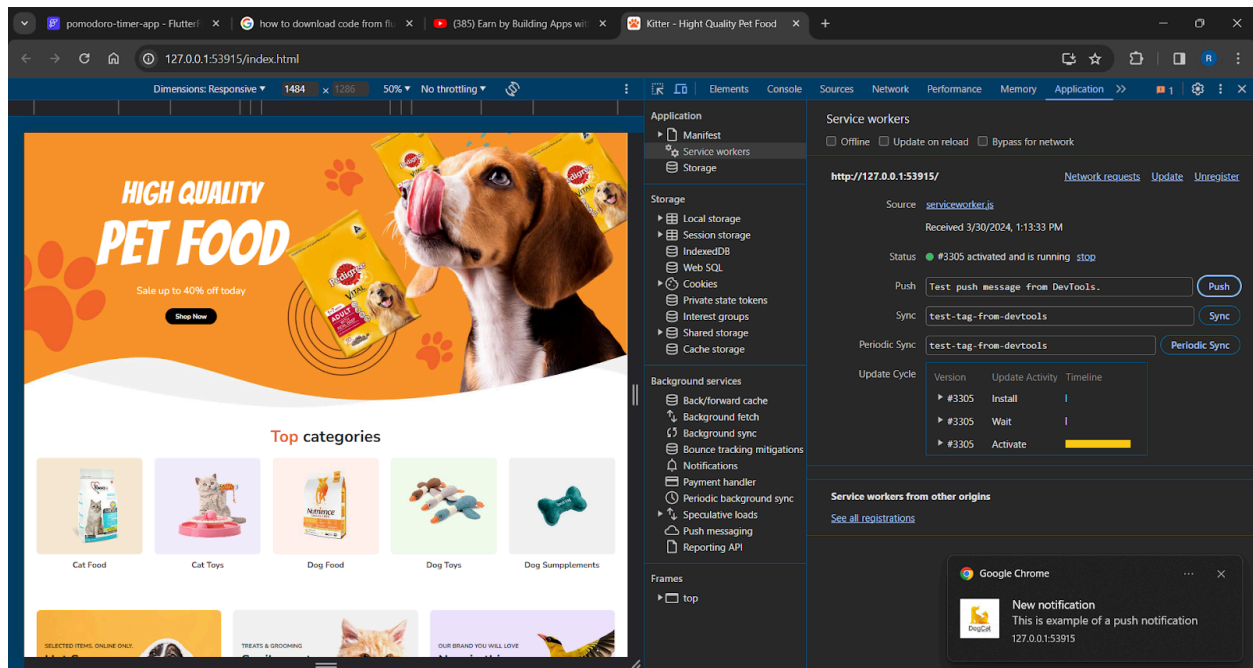 pomodoro-timer-app - FlutterF
how to download code from flu
(385) Earn by Building Apps wit
Kitter - Hight Quality Pet Food
127.0.0.1:53915/index.html
R
Dimensions: Responsive 1484 × 1286 50% No throttling
Elements Console Sources Network Performance Memory Application 1
HIGH QUALITY
PET FOOD
Sale up to 40% off today
Shop Now
Pedigree
VITAL
ADULT
Top categories
Nutrience
Cat Food
Cat Toys
Dog Food
Dog Toys
Dog Sumpplements
SELECTED ITEMS. ONLINE ONLY.
TREATS & GROOMING
OUR BRAND YOU WILL LOVE
Application
Manifest
Service workers
Storage
Storage
Local storage
Session storage
IndexedDB
Web SQL
Cookies
Private state tokens
Interest groups
Shared storage
Cache storage
Background services
Back/forward cache
Background fetch
Background sync
Bounce tracking mitigations
Notifications
Payment handler
Periodic background sync
Speculative loads
Push messaging
Reporting API
Frames
top
Service workers
Offline Update on reload Bypass for network
http://127.0.0.1:53915/ Network requests Update Unregister
Source serviceworker.js
Received 3/30/2024, 1:13:33 PM
Status #3305 activated and is running stop
Push Test push message from DevTools. Push
Sync test-tag-from-devtools Sync
Periodic Sync test-tag-from-devtools Periodic Sync
Update Cycle Version Update Activity Timeline
#3305 Install
#3305 Wait
#3305 Activate
Service workers from other origins
See all registrations
Google Chrome
DogCat
New notification
This is example of a push notification
127.0.0.1:53915